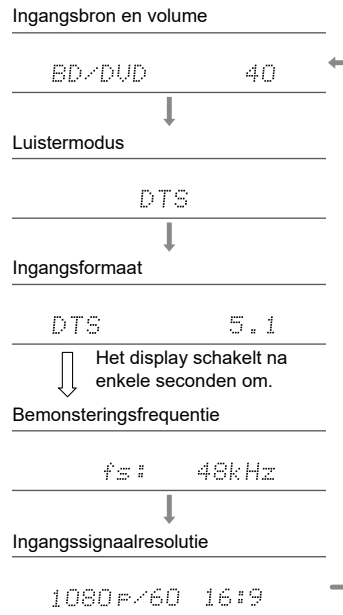 Ingangsbron en volume
BD/DVD 40
Luistermodus
DTS
Ingangsformaat
DTS 5.1
Het display schakelt na
enkele seconden om.
Bemonsteringsfrequentie
fs: 48kHz
Ingangssignaalresolutie
1080p/60 16:9